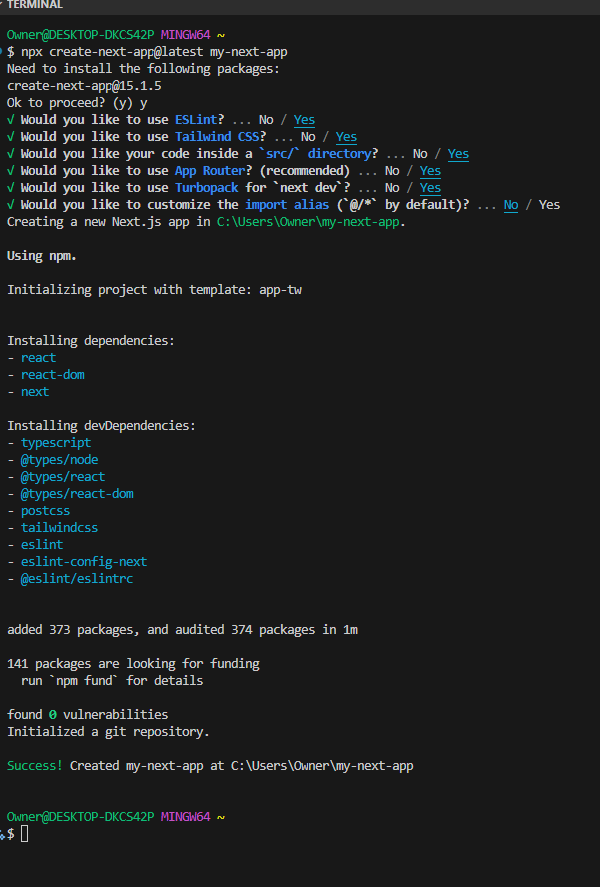 TERMINAL
Owner@DESKTOP-DKCS42P MINGW64 ~
$ npx create-next-app@latest my-next-app
Need to install the following packages:
create-next-app@15.1.5
Ok to proceed? (y) y
√ Would you like to use ESLint? ... No / Yes
√ Would you like to use Tailwind CSS? ... No / Yes
√ Would you like your code inside a `src/` directory? ... No / Yes
√ Would you like to use App Router? (recommended) ... No / Yes
√ Would you like to use Turbopack for `next dev`? ... No / Yes
√ Would you like to customize the import alias (`@/*` by default)? ... No / Yes
Creating a new Next.js app in C:\Users\Owner\my-next-app.
Using npm.
Initializing project with template: app-tw
Installing dependencies:
- react
- react-dom
- next
Installing devDependencies:
- typescript
- @types/node
- @types/react
- @types/react-dom
- postcss
- tailwindcss
- eslint
- eslint-config-next
- @eslint/eslintrc
added 373 packages, and audited 374 packages in 1m
141 packages are looking for funding
run `npm fund` for details
found 0 vulnerabilities
Initialized a git repository.
Success! Created my-next-app at C:\Users\Owner\my-next-app
Owner@DESKTOP-DKCS42P MINGW64 ~
$